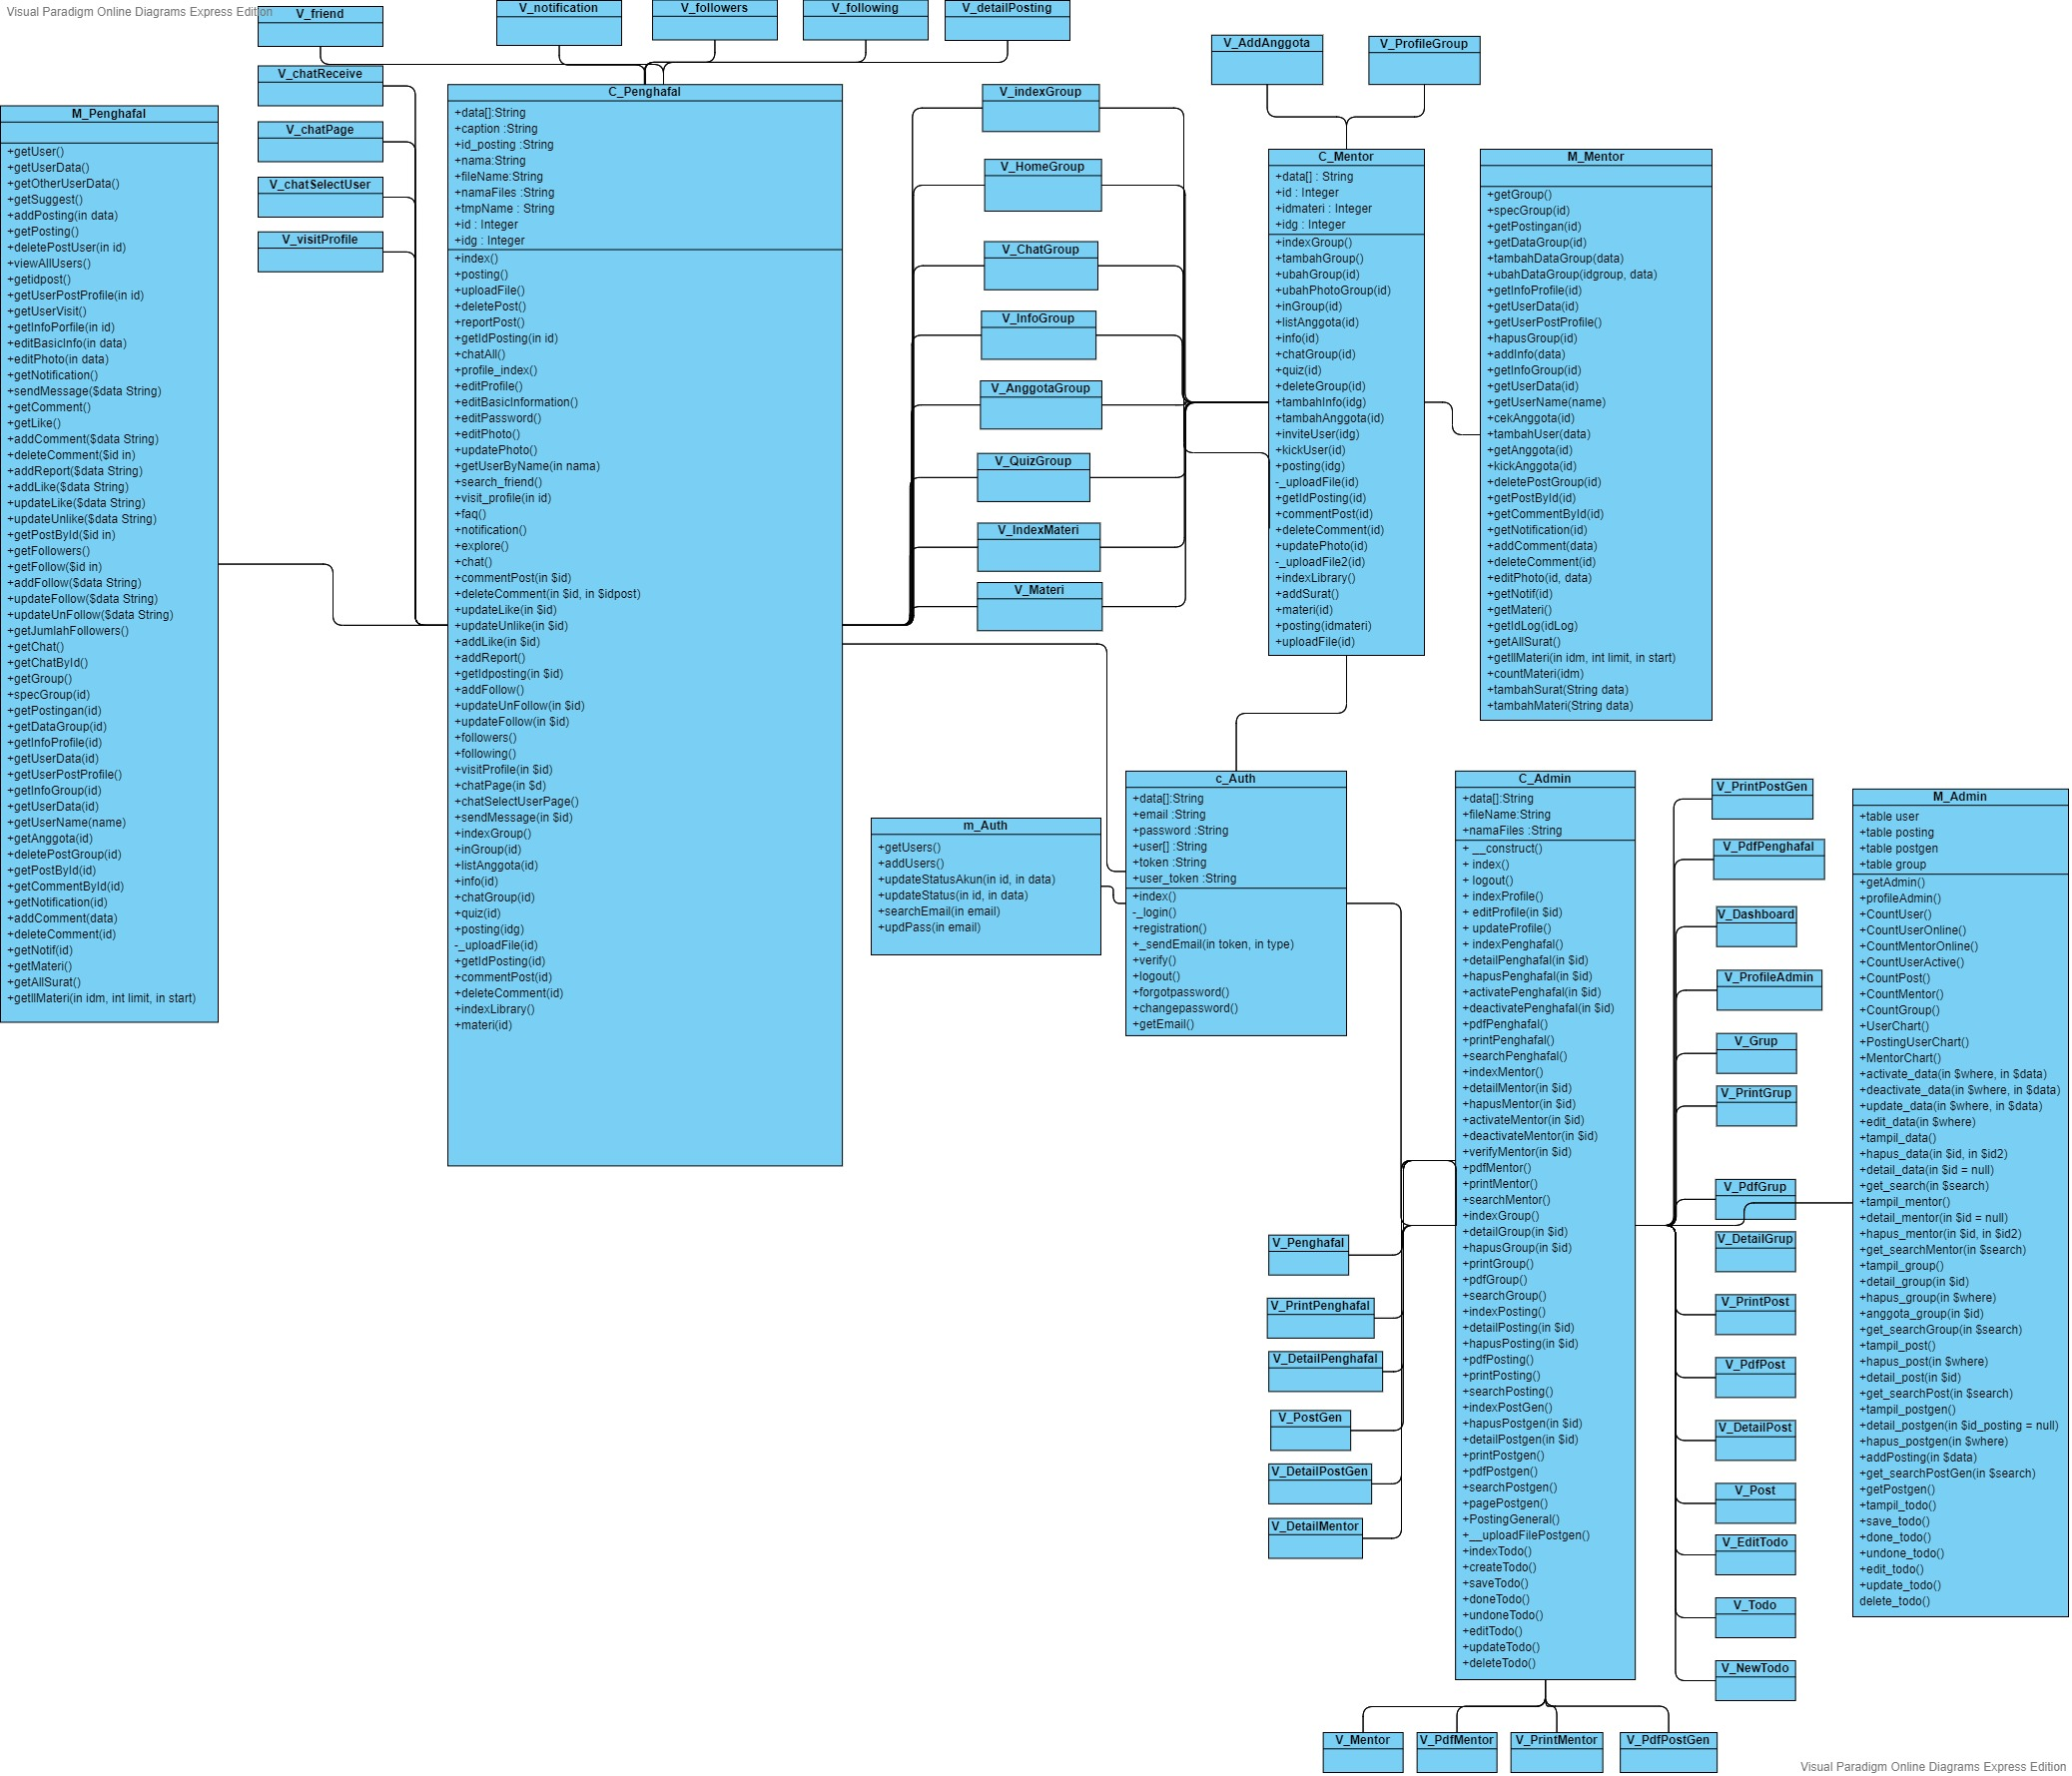 Visual Paradigm Online Diagrams Express Edition
V_friend
V_notification
V_followers
V_following
V_detailPosting
V_chatReceive
V_chatPage
V_chatSelectUser
V_visitProfile
M_Penghafal
+getUser()
+getUserData()
+getOtherUserData()
+getSuggest()
+addPosting(in data)
+getPosting()
+deletePostUser(in id)
+viewAllUsers()
+getidpost()
+getUserPostProfile(in id)
+getUserVisit()
+getInfoPorfile(in id)
+editBasicInfo(in data)
+editPhoto(in data)
+getNotification()
+sendMessage($data String)
+getComment()
+getLike()
+addComment($data String)
+deleteComment($id in)
+addReport($data String)
+addLike($data String)
+updateLike($data String)
+updateUnlike($data String)
+getPostById($id in)
+getFollowers()
+getFollow($id in)
+addFollow($data String)
+updateFollow($data String)
+updateUnFollow($data String)
+getJumlahFollowers()
+getChat()
+getChatById()
+getGroup()
+specGroup(id)
+getPostingan(id)
+getDataGroup(id)
+getInfoProfile(id)
+getUserData(id)
+getUserPostProfile()
+getInfoGroup(id)
+getUserData(id)
+getUserName(name)
+getAnggota(id)
+deletePostGroup(id)
+getPostById(id)
+getCommentById(id)
+getNotification(id)
+addComment(data)
+deleteComment(id)
+getNotif(id)
+getMateri()
+getAllSurat()
+getIlMateri(in idm, int limit, in start)
C_Penghafal
+data[]:String
+caption :String
+id_posting :String
+nama:String
+fileName:String
+namaFiles :String
+tmpName : String
+id : Integer
+idg : Integer
+index()
+posting()
+uploadFile()
+deletePost()
+reportPost()
+getIdPosting(in id)
+chatAll()
+profile_index()
+editProfile()
+editBasicInformation()
+editPassword()
+editPhoto()
+updatePhoto()
+getUserByName(in nama)
+search_friend()
+visit_profile(in id)
+faq()
+notification()
+explore()
+chat()
+commentPost(in $id)
+deleteComment(in $id, in $idpost)
+updateLike(in $id)
+updateUnlike(in $id)
+addLike(in $id)
+addReport()
+getIdposting(in $id)
+addFollow()
+updateUnFollow(in $id)
+updateFollow(in $id)
+followers()
+following()
+visitProfile(in $id)
+chatPage(in $d)
+chatSelectUserPage()
+sendMessage(in $id)
+indexGroup()
+inGroup(id)
+listAnggota(id)
+info(id)
+chatGroup(id)
+quiz(id)
+posting(idg)
-_uploadFile(id)
+getIdPosting(id)
+commentPost(id)
+deleteComment(id)
+indexLibrary()
+materi(id)
V_indexGroup
V_HomeGroup
V_ChatGroup
V_InfoGroup
V_AnggotaGroup
V_QuizGroup
V_IndexMateri
V_Materi
V_AddAnggota
V_ProfileGroup
C_Mentor
+data[] : String
+id : Integer
+idmateri : Integer
+idg : Integer
+indexGroup()
+tambahGroup()
+ubahGroup(id)
+ubahPhotoGroup(id)
+inGroup(id)
+listAnggota(id)
+info(id)
+chatGroup(id)
+quiz(id)
+deleteGroup(id)
+tambahInfo(idg)
+tambahAnggota(id)
+inviteUser(idg)
+kickUser(id)
+posting(idg)
-_uploadFile(id)
+getIdPosting(id)
+commentPost(id)
+deleteComment(id)
+updatePhoto(id)
-_uploadFile2(id)
+indexLibrary()
+addSurat()
+materi(id)
+posting(idmateri)
+uploadFile(id)
M_Mentor
+getGroup()
+specGroup(id)
+getPostingan(id)
+getDataGroup(id)
+tambahDataGroup(data)
+ubahDataGroup(idgroup, data)
+getInfoProfile(id)
+getUserData(id)
+getUserPostProfile()
+hapusGroup(id)
+addInfo(data)
+getInfoGroup(id)
+getUserData(id)
+getUserName(name)
+cekAnggota(id)
+tambahUser(data)
+getAnggota(id)
+kickAnggota(id)
+deletePostGroup(id)
+getPostById(id)
+getCommentById(id)
+getNotification(id)
+addComment(data)
+deleteComment(id)
+editPhoto(id, data)
+getNotif(id)
+getMateri()
+getIdLog(idLog)
+getAllSurat()
+getIlMateri(in idm, int limit, in start)
+countMateri(idm)
+tambahSurat(String data)
+tambahMateri(String data)
m_Auth
+getUsers()
+addUsers()
+updateStatusAkun(in id, in data)
+updateStatus(in id, in data)
+searchEmail(in email)
+updPass(in email)
c_Auth
+data[]:String
+email :String
+password :String
+user[] :String
+token :String
+user_token :String
+index()
-_login()
+registration()
+_sendEmail(in token, in type)
+verify()
+logout()
+forgotpassword()
+changepassword()
+getEmail()
C_Admin
+data[]:String
+fileName:String
+namaFiles :String
+ __construct()
+ index()
+ logout()
+ indexProfile()
+ editProfile(in $id)
+ updateProfile()
+ indexPenghafal()
+detailPenghafal(in $id)
+hapusPenghafal(in $id)
+activatePenghafal(in $id)
+deactivatePenghafal(in $id)
+pdfPenghafal()
+printPenghafal()
+searchPenghafal()
+indexMentor()
+detailMentor(in $id)
+hapusMentor(in $id)
+activateMentor(in $id)
+deactivateMentor(in $id)
+verifyMentor(in $id)
+pdfMentor()
+printMentor()
+searchMentor()
+indexGroup()
+detailGroup(in $id)
+hapusGroup(in $id)
+printGroup()
+pdfGroup()
+searchGroup()
+indexPosting()
+detailPosting(in $id)
+hapusPosting(in $id)
+pdfPosting()
+printPosting()
+searchPosting()
+indexPostGen()
+hapusPostgen(in $id)
+detailPostgen(in $id)
+printPostgen()
+pdfPostgen()
+searchPostgen()
+pagePostgen()
+PostingGeneral()
+__uploadFilePostgen()
+indexTodo()
+createTodo()
+saveTodo()
+doneTodo()
+undoneTodo()
+editTodo()
+updateTodo()
+deleteTodo()
V_Penghafal
V_PrintPenghafal
V_DetailPenghafal
V_PostGen
V_DetailPostGen
V_DetailMentor
V_PrintPostGen
V_PdfPenghafal
V_Dashboard
V_ProfileAdmin
V_Grup
V_PrintGrup
V_PdfGrup
V_DetailGrup
V_PrintPost
V_PdfPost
V_DetailPost
V_Post
V_EditTodo
V_Todo
V_NewTodo
M_Admin
+table user
+table posting
+table postgen
+table group
+getAdmin()
+profileAdmin()
+CountUser()
+CountUserOnline()
+CountMentorOnline()
+CountUserActive()
+CountPost()
+CountMentor()
+CountGroup()
+UserChart()
+PostingUserChart()
+MentorChart()
+activate_data(in $where, in $data)
+deactivate_data(in $where, in $data)
+update_data(in $where, in $data)
+edit_data(in $where)
+tampil_data()
+hapus_data(in $id, in $id2)
+detail_data(in $id = null)
+get_search(in $search)
+tampil_mentor()
+detail_mentor(in $id = null)
+hapus_mentor(in $id, in $id2)
+get_searchMentor(in $search)
+tampil_group()
+detail_group(in $id)
+hapus_group(in $where)
+anggota_group(in $id)
+get_searchGroup(in $search)
+tampil_post()
+hapus_post(in $where)
+detail_post(in $id)
+get_searchPost(in $search)
+tampil_postgen()
+detail_postgen(in $id_posting = null)
+hapus_postgen(in $where)
+addPosting(in $data)
+get_searchPostGen(in $search)
+getPostgen()
+tampil_todo()
+save_todo()
+done_todo()
+undone_todo()
+edit_todo()
+update_todo()
delete_todo()
V_Mentor
V_PdfMentor
V_PrintMentor
V_PdfPostGen
Visual Paradigm Online Diagrams Express Edition